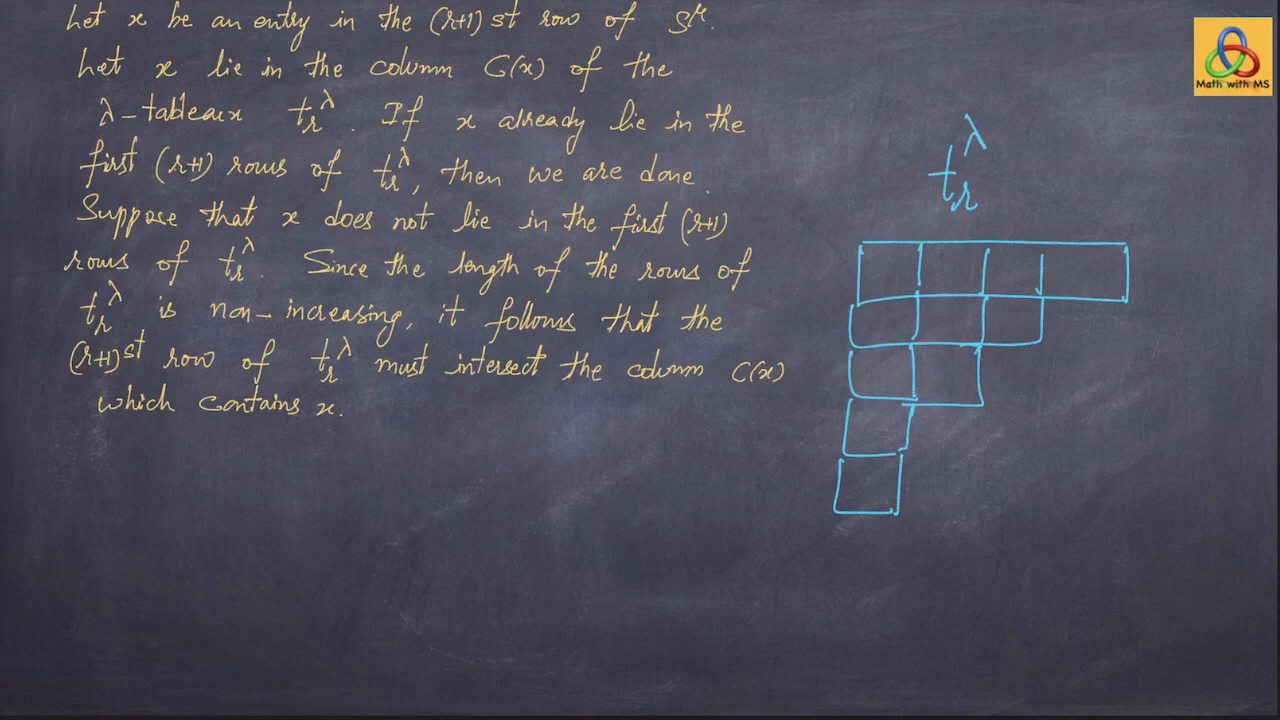 Let x be an entry in the (r+1)st row of S^μ.
Let x lie in the column C(x) of the
λ-tableaux t_r^λ. If x already lie in the
first (r+1) rows of t_r^λ, then we are done.
Suppose that x does not lie in the first (r+1)
rows of t_r^λ. Since the length of the rows of
t_r^λ is non-increasing, it follows that the
(r+1)st row of t_r^λ must intersect the column C(x)
which contains x.
t_r^λ
Math with MS